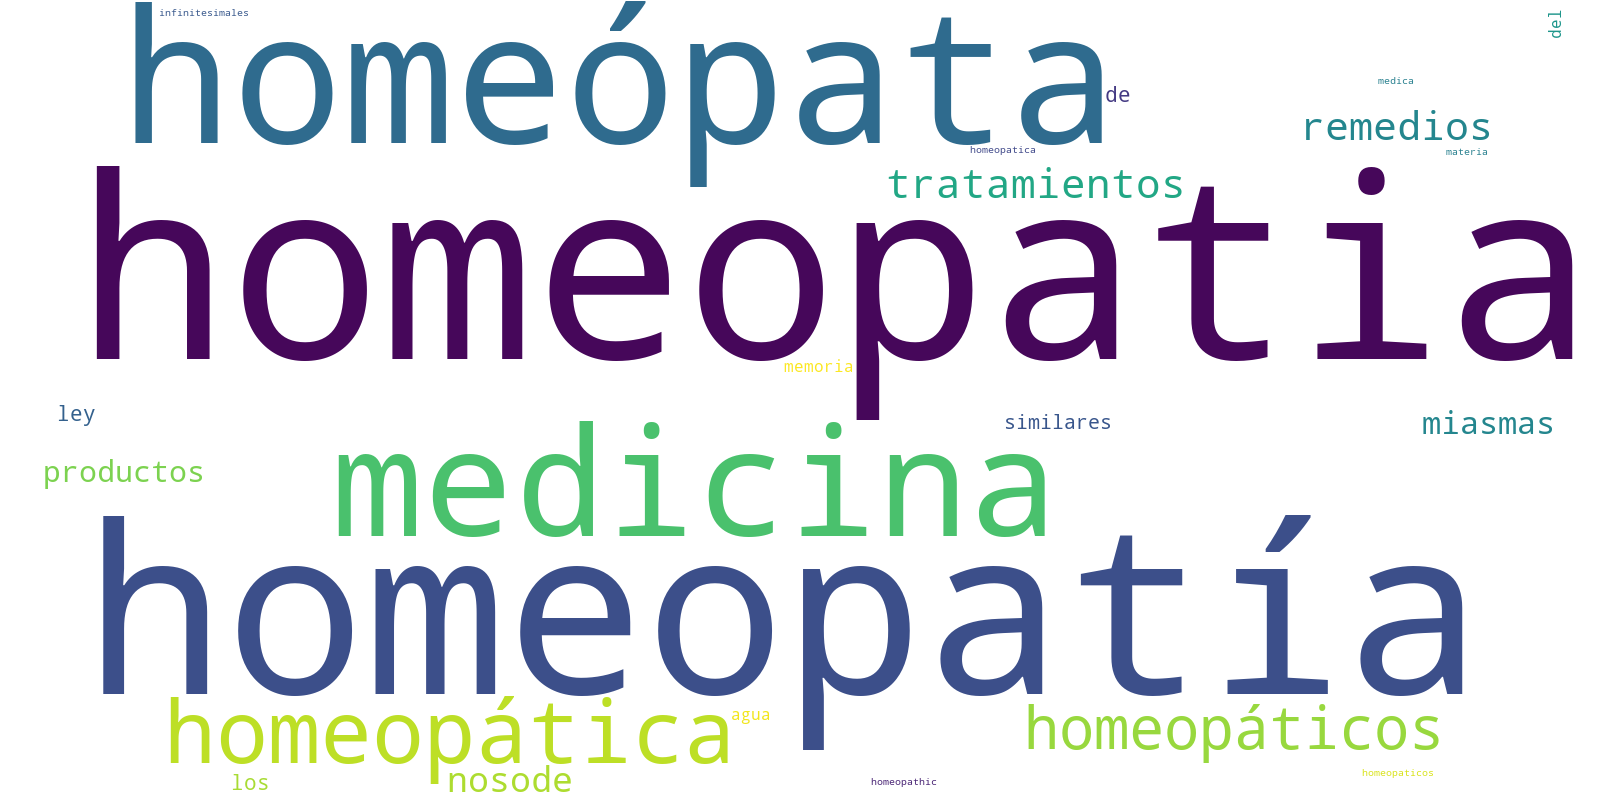 infinitesimales
del
homeópata
medica
de
remedios
homeopatica
materia
tratamientos
homeopatia
memoria
ley
similares
miasmas
productos
medicina
homeopatía
homeopática
agua
homeopáticos
los
nosode
homeopathic
homeopaticos